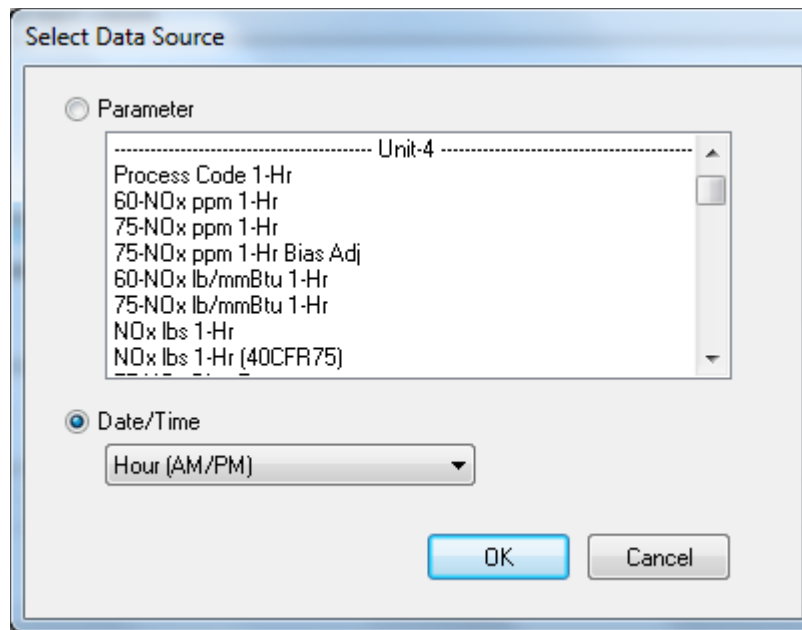 Select Data Source
Parameter
---------------------------------------- Unit-4 ----------------------------------------
Process Code 1-Hr
60-NOx ppm 1-Hr
75-NOx ppm 1-Hr
75-NOx ppm 1-Hr Bias Adj
60-NOx lb/mmBtu 1-Hr
75-NOx lb/mmBtu 1-Hr
NOx lbs 1-Hr
NOx lbs 1-Hr (40CFR75)
Date/Time
Hour (AM/PM)
OK
Cancel